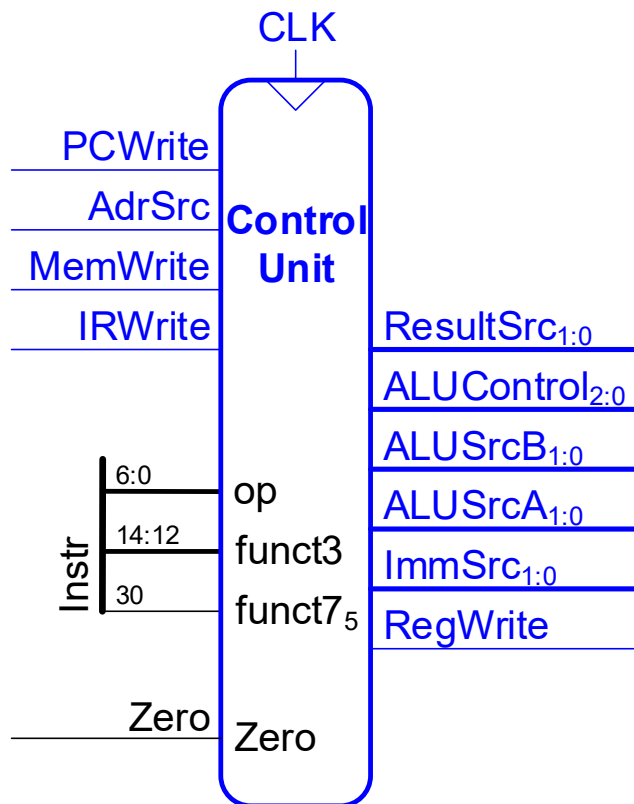 CLK
PCWrite
AdrSrc
MemWrite
IRWrite
Control
Unit
ResultSrc1:0
ALUControl2:0
ALUSrcB1:0
ALUSrcA1:0
ImmSrc1:0
RegWrite
Instr
6:0
op
14:12
funct3
30
funct75
Zero
Zero